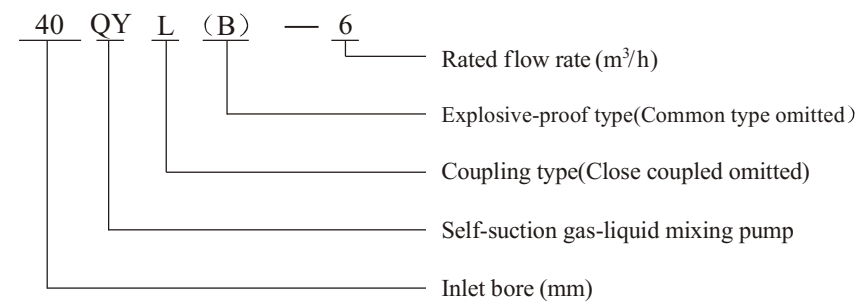 40 QY L （B） — 6
Rated flow rate (m³/h)
Explosive-proof type(Common type omitted）
Coupling type(Close coupled omitted)
Self-suction gas-liquid mixing pump
Inlet bore (mm)